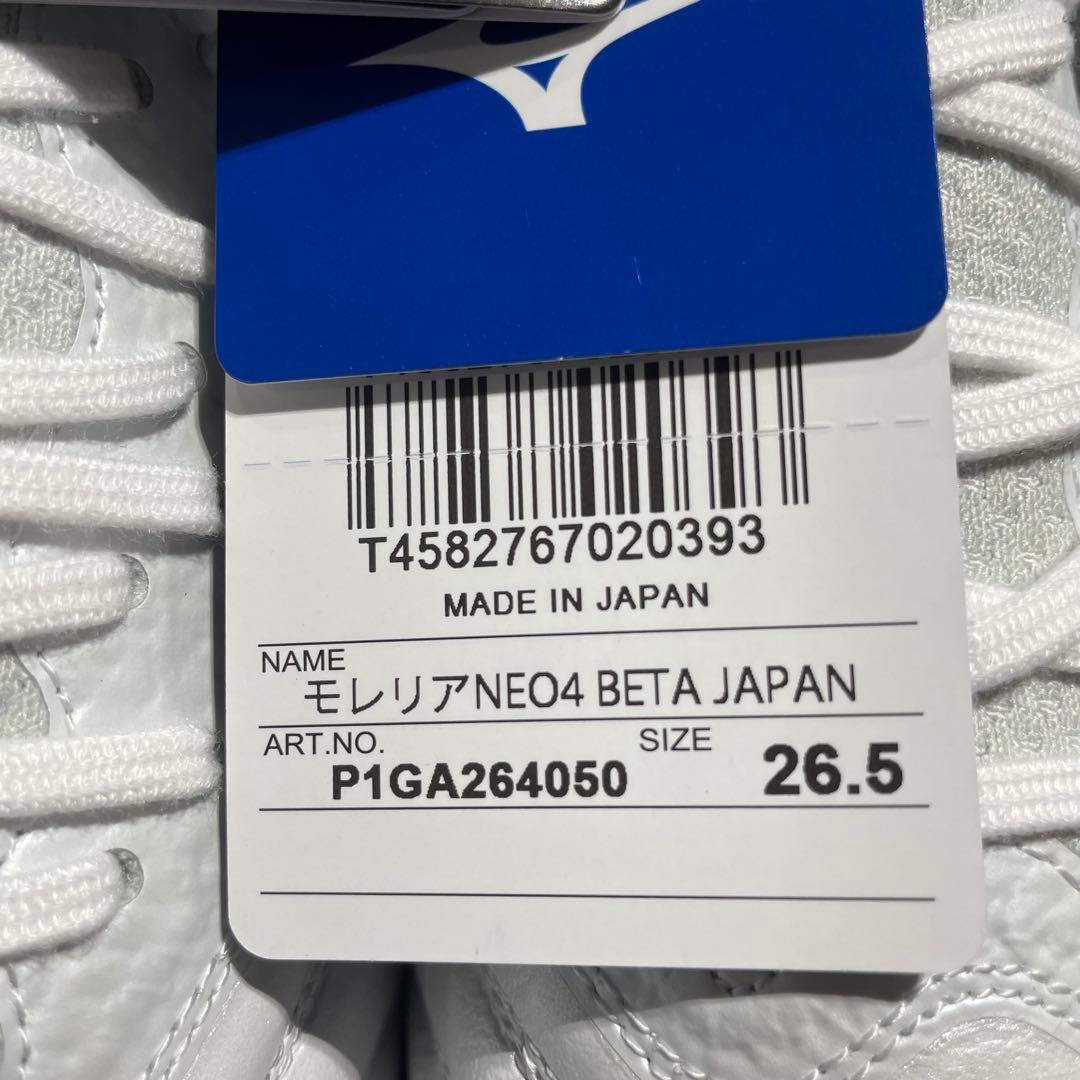 T4582767020393
MADE IN JAPAN
NAME
モレリアNEO4 BETA JAPAN
ART.NO.
SIZE
P1GA264050
26.5